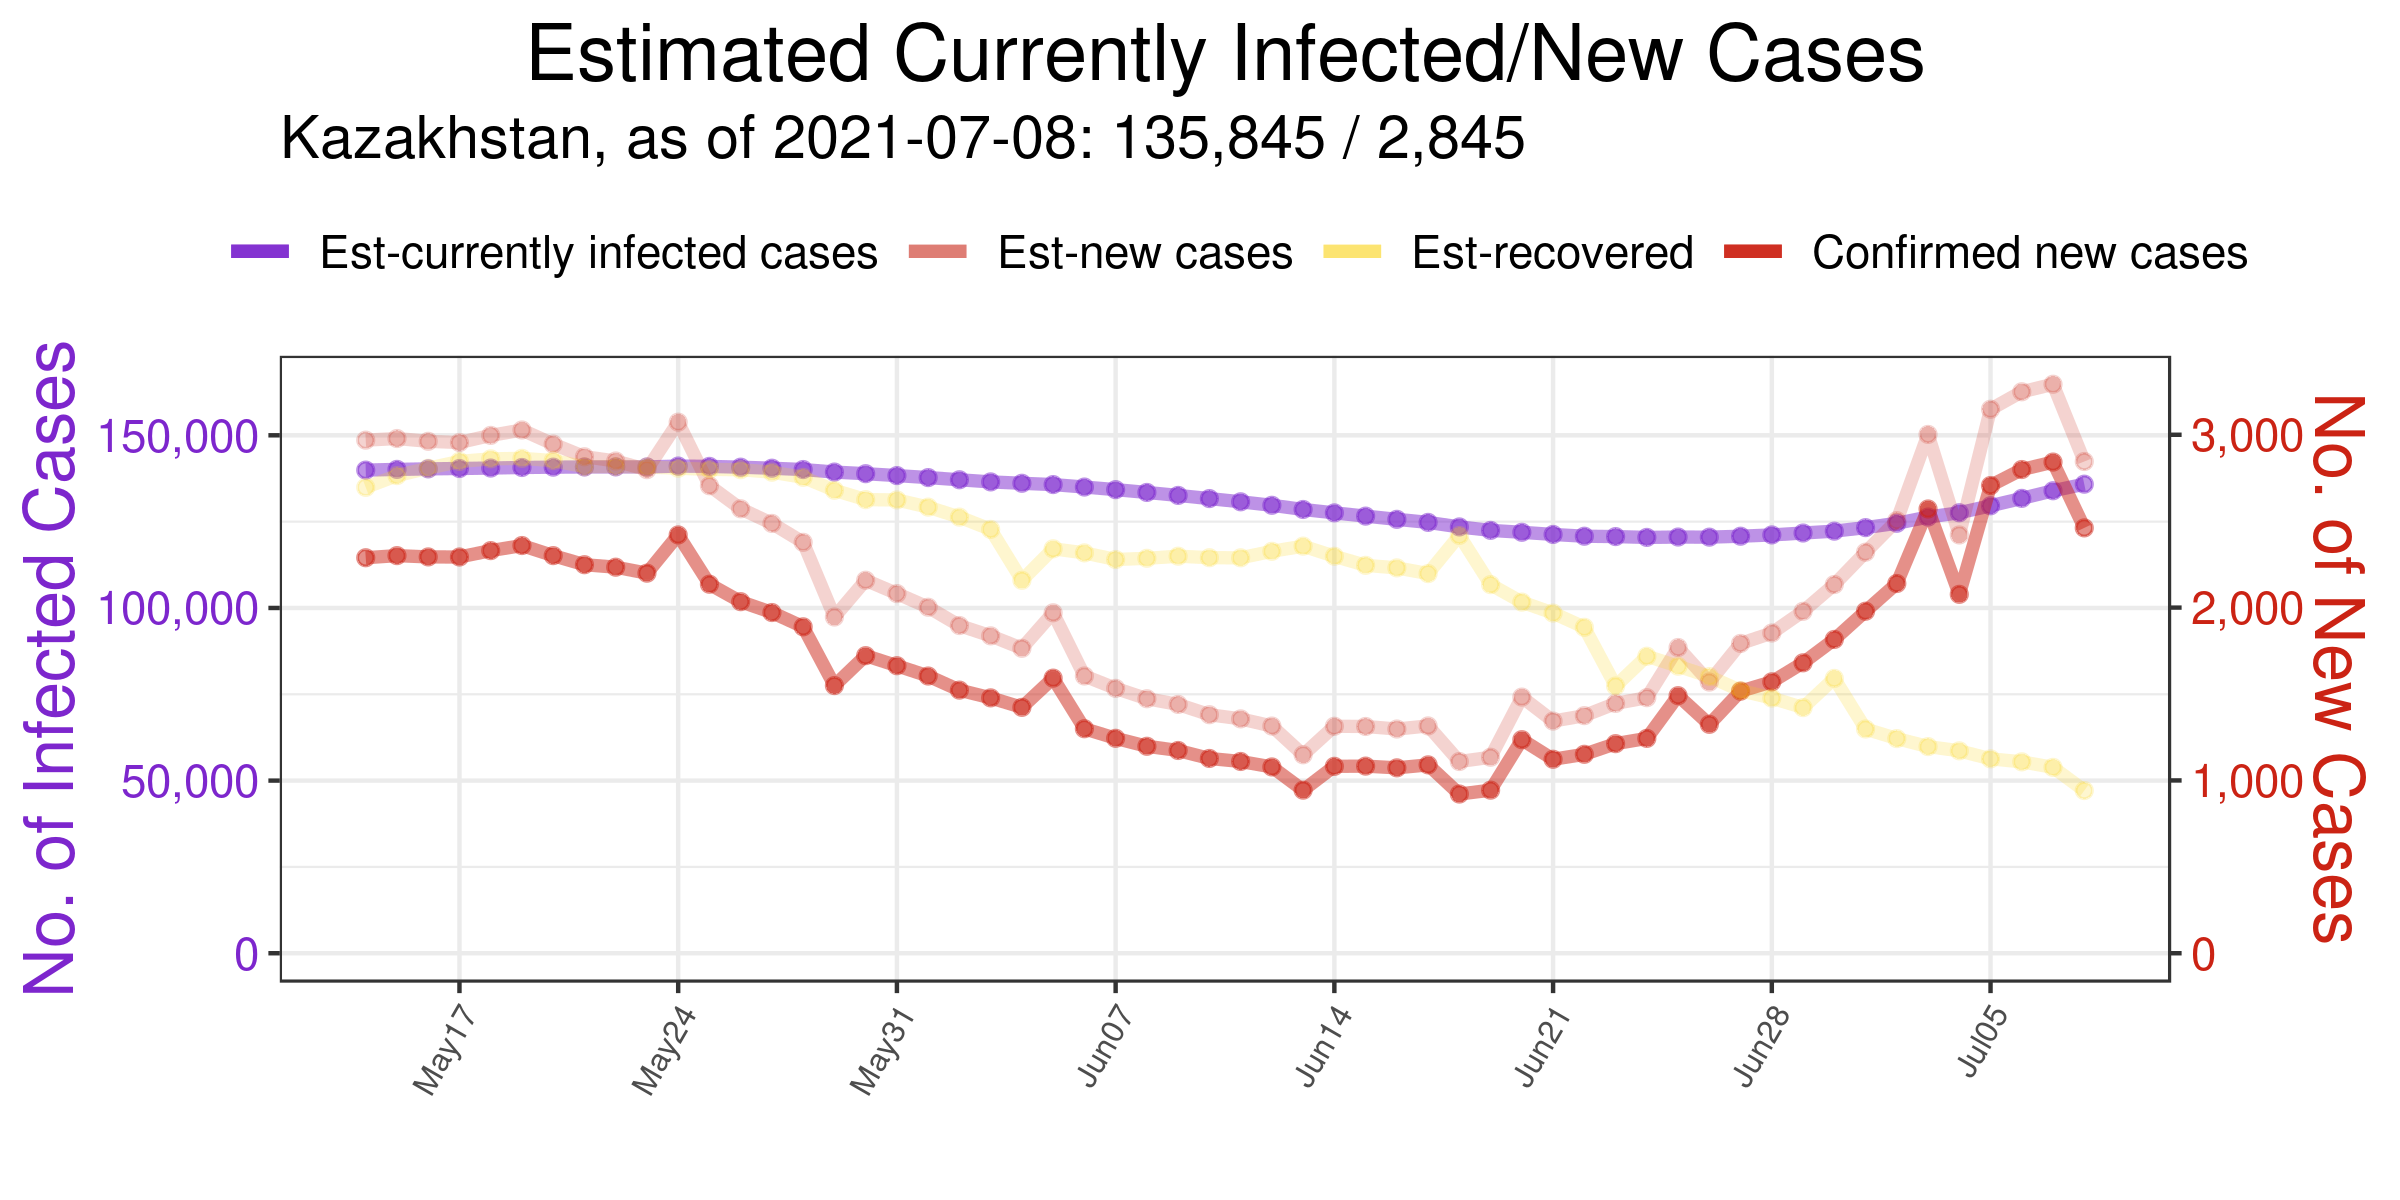 Estimated Currently Infected/New Cases
Kazakhstan, as of 2021-07-08: 135,845 / 2,845
Est-currently infected cases Est-new cases Est-recovered Confirmed new cases
No. of Infected Cases
150,000
100,000
50,000
0
3,000
2,000
1,000
0
No. of New Cases
May17 May24 May31 Jun07 Jun14 Jun21 Jun28 Jul05